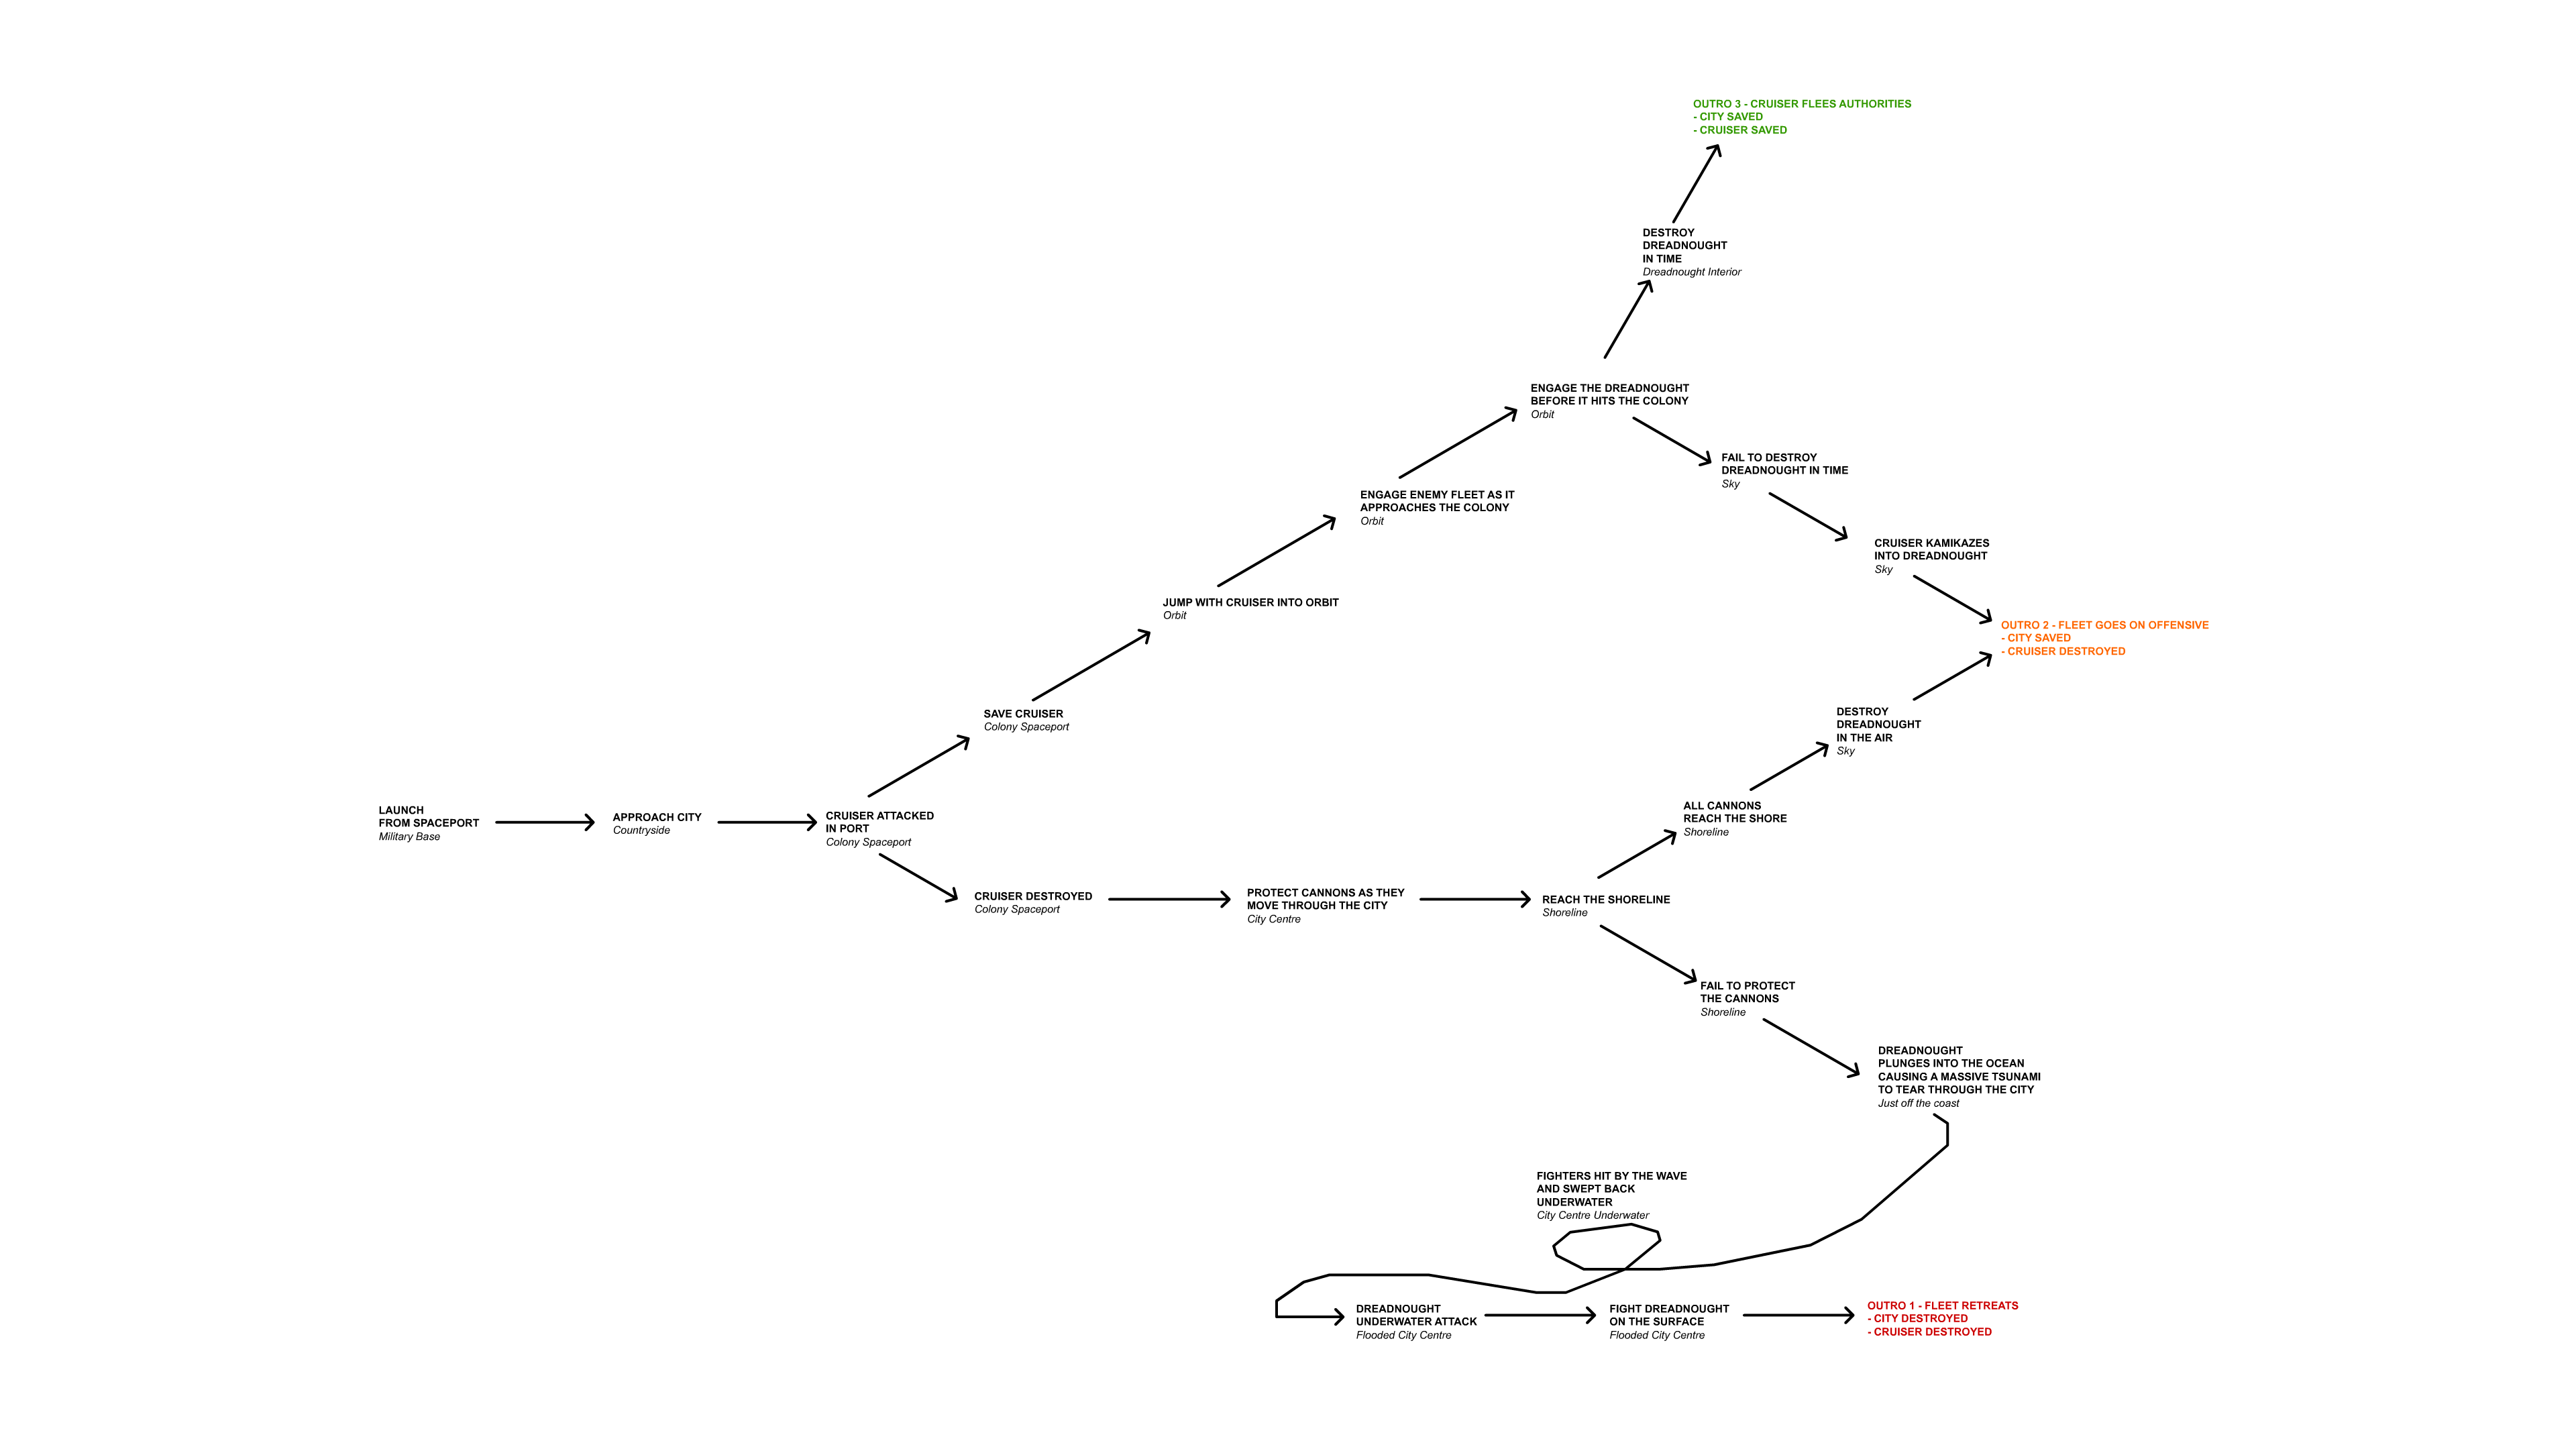 OUTRO 3 - CRUISER FLEES AUTHORITIES
- CITY SAVED
- CRUISER SAVED
DESTROY
DREADNOUGHT
IN TIME
Dreadnought Interior
ENGAGE THE DREADNOUGHT
BEFORE IT HITS THE COLONY
Orbit
FAIL TO DESTROY
DREADNOUGHT IN TIME
Sky
ENGAGE ENEMY FLEET AS IT
APPROACHES THE COLONY
Orbit
CRUISER KAMIKAZES
INTO DREADNOUGHT
Sky
JUMP WITH CRUISER INTO ORBIT
Orbit
OUTRO 2 - FLEET GOES ON OFFENSIVE
- CITY SAVED
- CRUISER DESTROYED
SAVE CRUISER
Colony Spaceport
DESTROY
DREADNOUGHT
IN THE AIR
Sky
LAUNCH
FROM SPACEPORT
Military Base
APPROACH CITY
Countryside
CRUISER ATTACKED
IN PORT
Colony Spaceport
ALL CANNONS
REACH THE SHORE
Shoreline
CRUISER DESTROYED
Colony Spaceport
PROTECT CANNONS AS THEY
MOVE THROUGH THE CITY
City Centre
REACH THE SHORELINE
Shoreline
FAIL TO PROTECT
THE CANNONS
Shoreline
DREADNOUGHT
PLUNGES INTO THE OCEAN
CAUSING A MASSIVE TSUNAMI
TO TEAR THROUGH THE CITY
Just off the coast
FIGHTERS HIT BY THE WAVE
AND SWEPT BACK
UNDERWATER
City Centre Underwater
DREADNOUGHT
UNDERWATER ATTACK
Flooded City Centre
FIGHT DREADNOUGHT
ON THE SURFACE
Flooded City Centre
OUTRO 1 - FLEET RETREATS
- CITY DESTROYED
- CRUISER DESTROYED